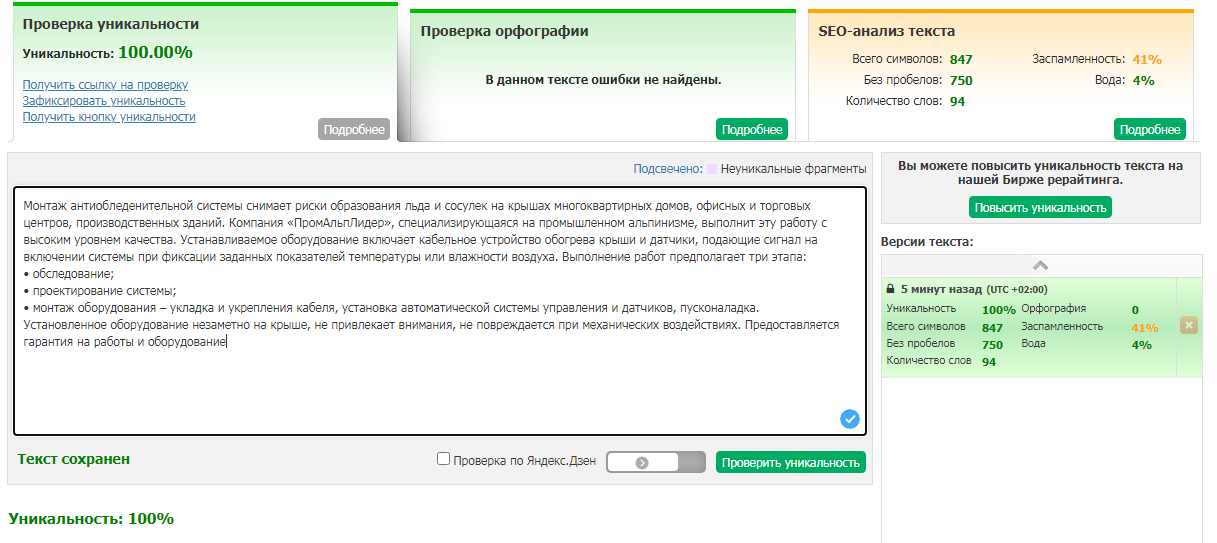 Проверка уникальности
Уникальность: 100.00%
Получить ссылку на проверку
Зафиксировать уникальность
Получить кнопку уникальности
Подробнее
Проверка орфографии
В данном тексте ошибки не найдены.
Подробнее
SEO-анализ текста
Всего символов: 847 Заспамленность: 41%
Без пробелов: 750 Вода: 4%
Количество слов: 94
Подробнее
Подсвечено: Неуникальные фрагменты
Монтаж антиобледенительной системы снимает риски образования льда и сосулек на крышах многоквартирных домов, офисных и торговых
центров, производственных зданий. Компания «ПромАльпЛидер», специализирующаяся на промышленном альпинизме, выполнит эту работу с
высоким уровнем качества. Устанавливаемое оборудование включает кабельное устройство обогрева крыши и датчики, подающие сигнал на
включении системы при фиксации заданных показателей температуры или влажности воздуха. Выполнение работ предполагает три этапа:
• обследование;
• проектирование системы;
• монтаж оборудования – укладка и укрепления кабеля, установка автоматической системы управления и датчиков, пусконаладка.
Установленное оборудование незаметно на крыше, не привлекает внимания, не повреждается при механических воздействиях. Предоставляется
гарантия на работы и оборудование
Текст сохранен
Проверка по Яндекс.Дзен
Проверить уникальность
Уникальность: 100%
Вы можете повысить уникальность текста на
нашей Бирже рерайтинга.
Повысить уникальность
Версии текста:
5 минут назад (UTC +02:00)
Уникальность 100% Орфография 0
Всего символов 847 Заспамленность 41%
Без пробелов 750 Вода 4%
Количество слов 94